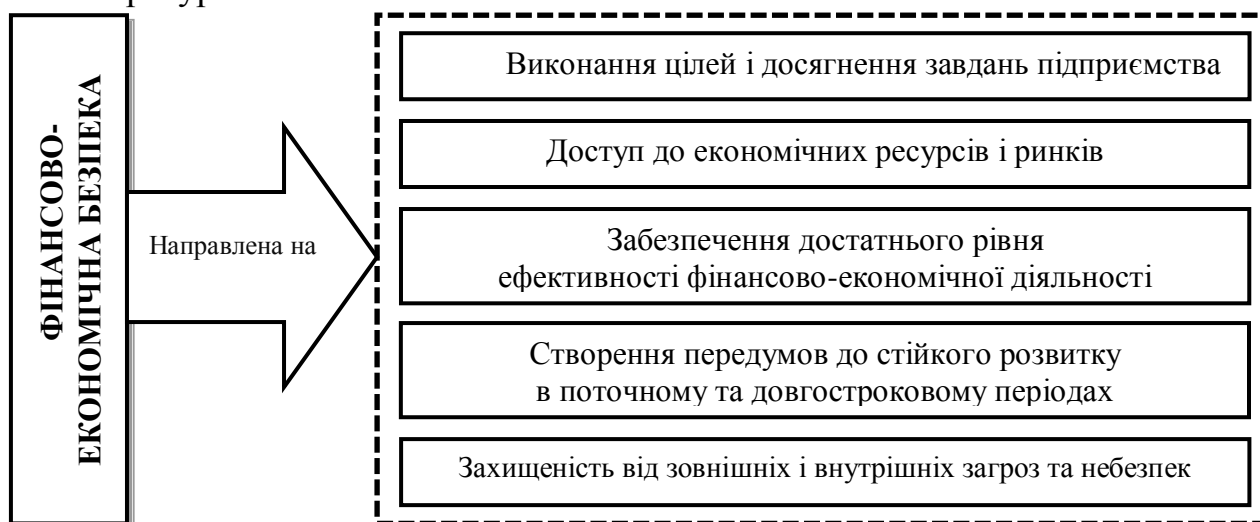 ФІНАНСОВО-
ЕКОНОМІЧНА БЕЗПЕКА
Направлена на
Виконання цілей і досягнення завдань підприємства
Доступ до економічних ресурсів і ринків
Забезпечення достатнього рівня
ефективності фінансово-економічної діяльності
Створення передумов до стійкого розвитку
в поточному та довгостроковому періодах
Захищеність від зовнішніх і внутрішніх загроз та небезпек